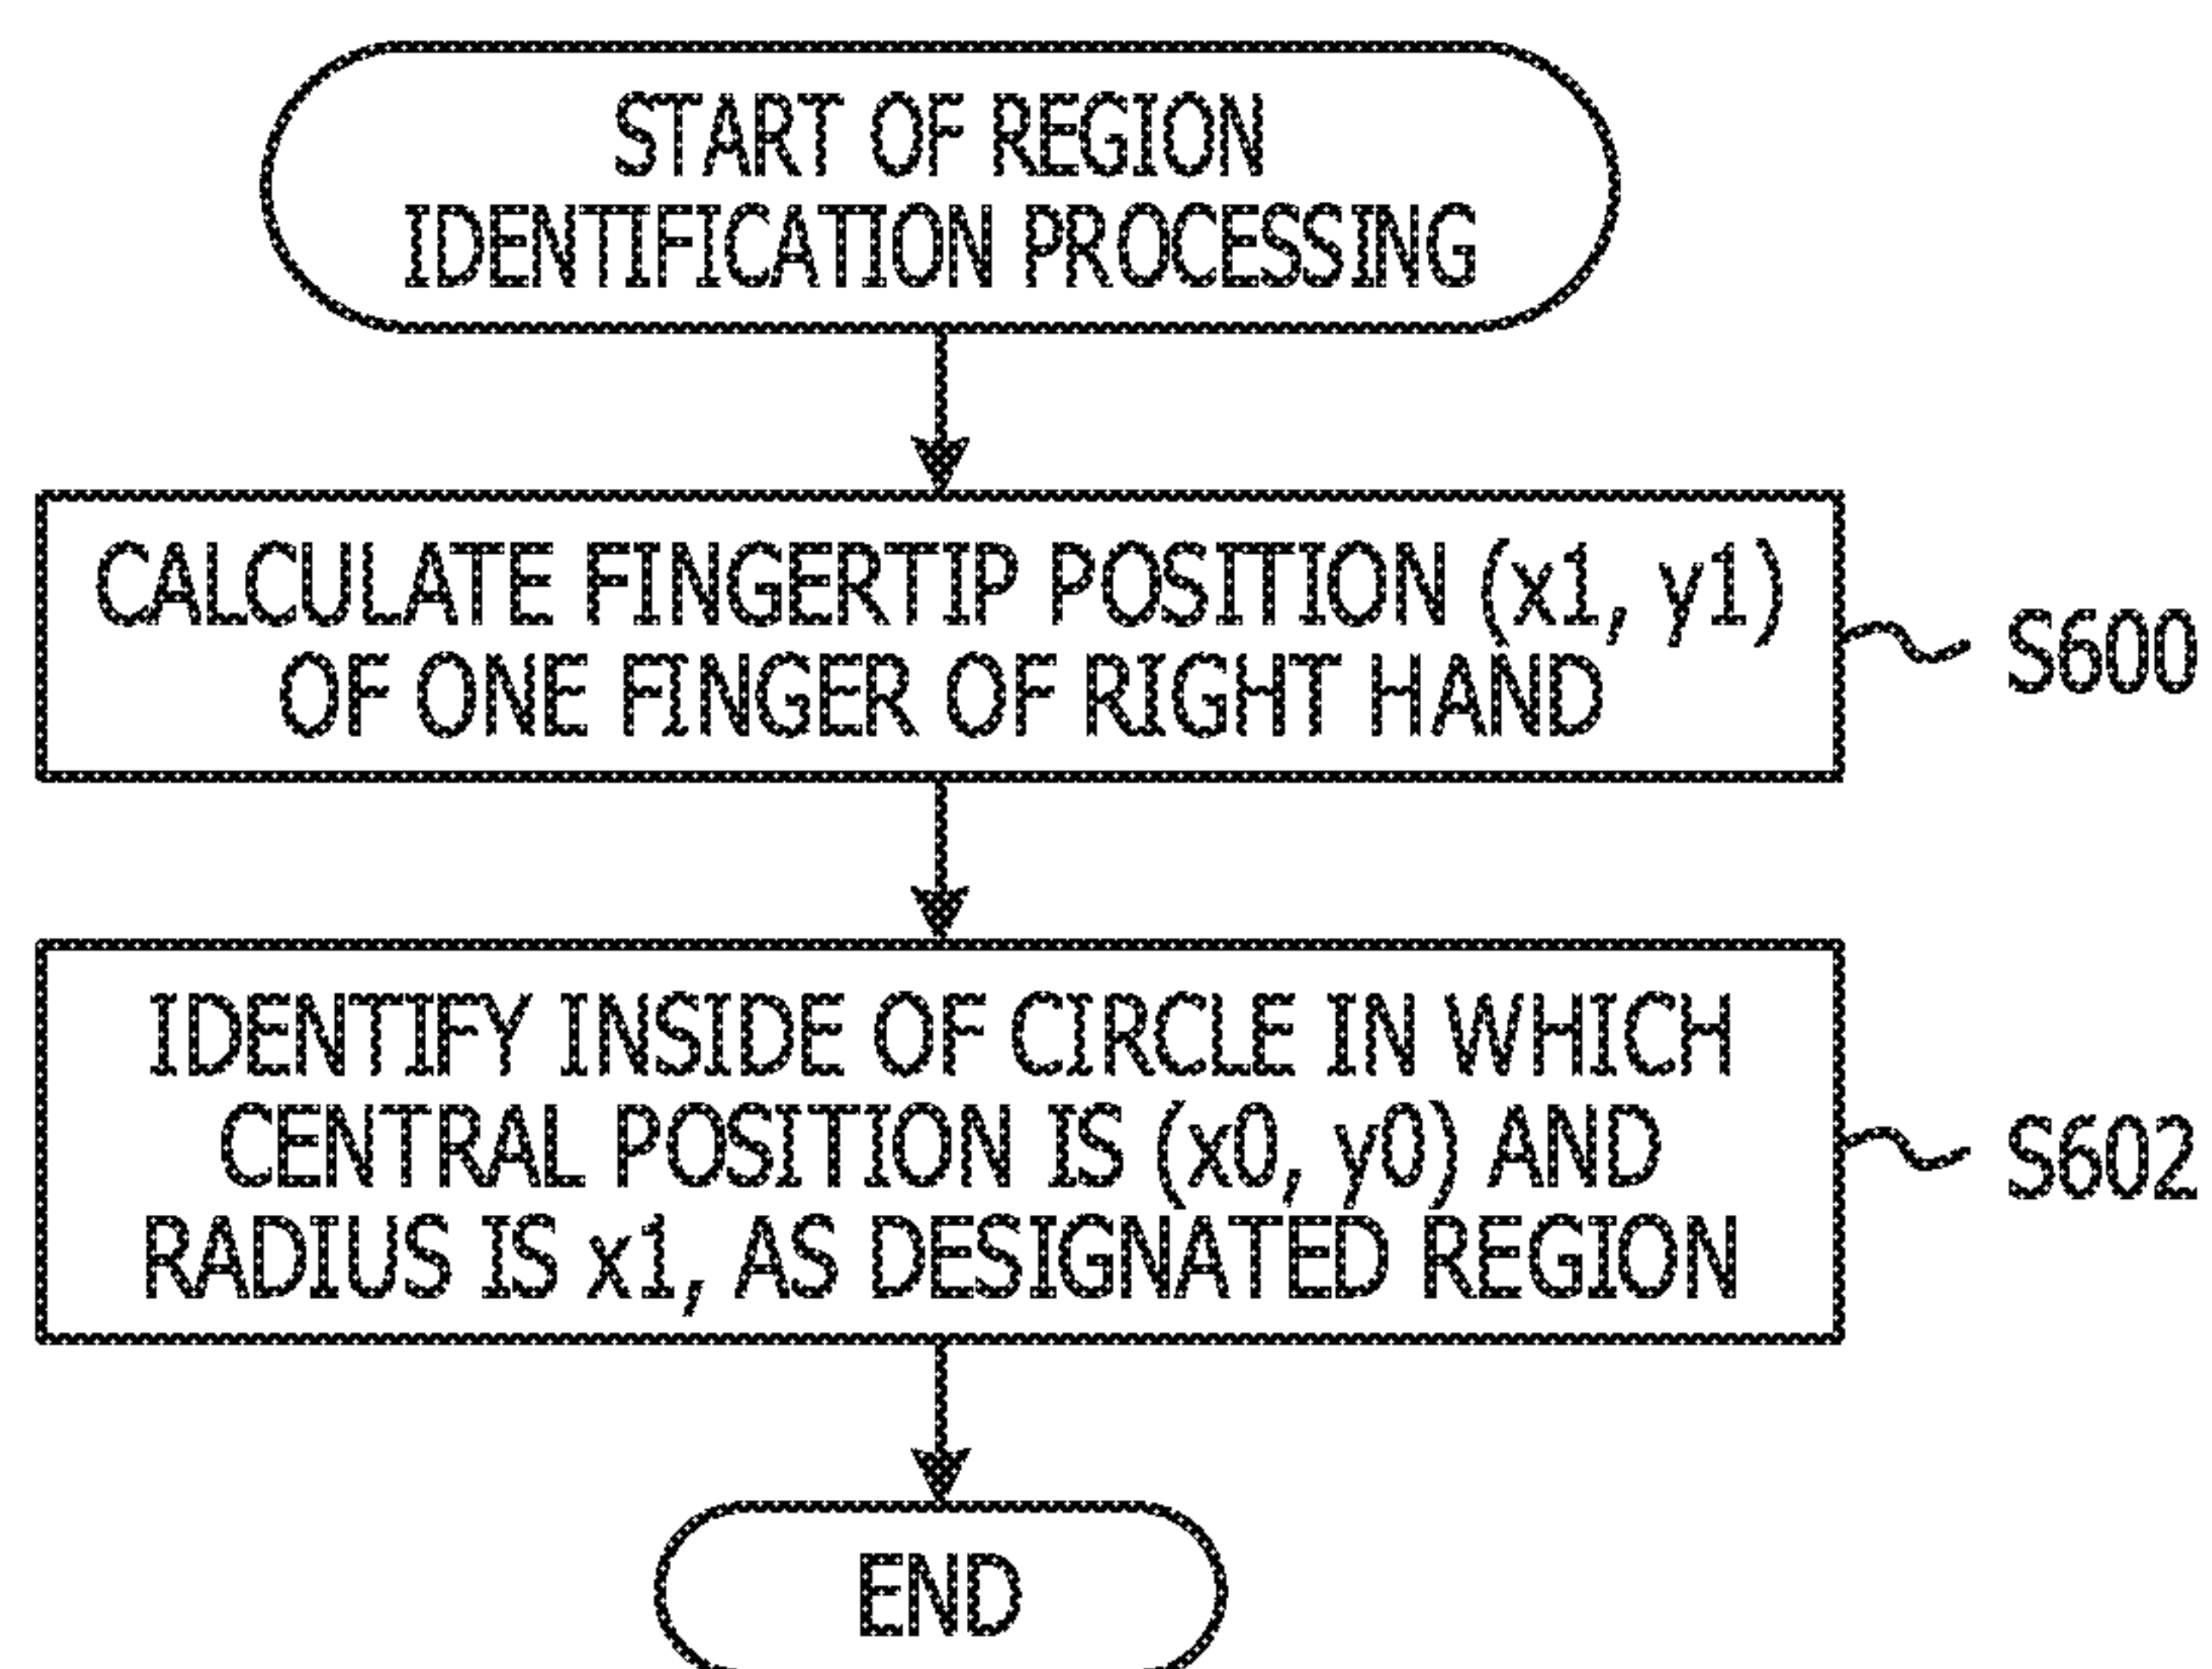 START OF REGION
IDENTIFICATION PROCESSING
CALCULATE FINGERTIP POSITION (x1, y1)
OF ONE FINGER OF RIGHT HAND
S600
IDENTIFY INSIDE OF CIRCLE IN WHICH
CENTRAL POSITION IS (x0, y0) AND
RADIUS IS x1, AS DESIGNATED REGION
S602
END